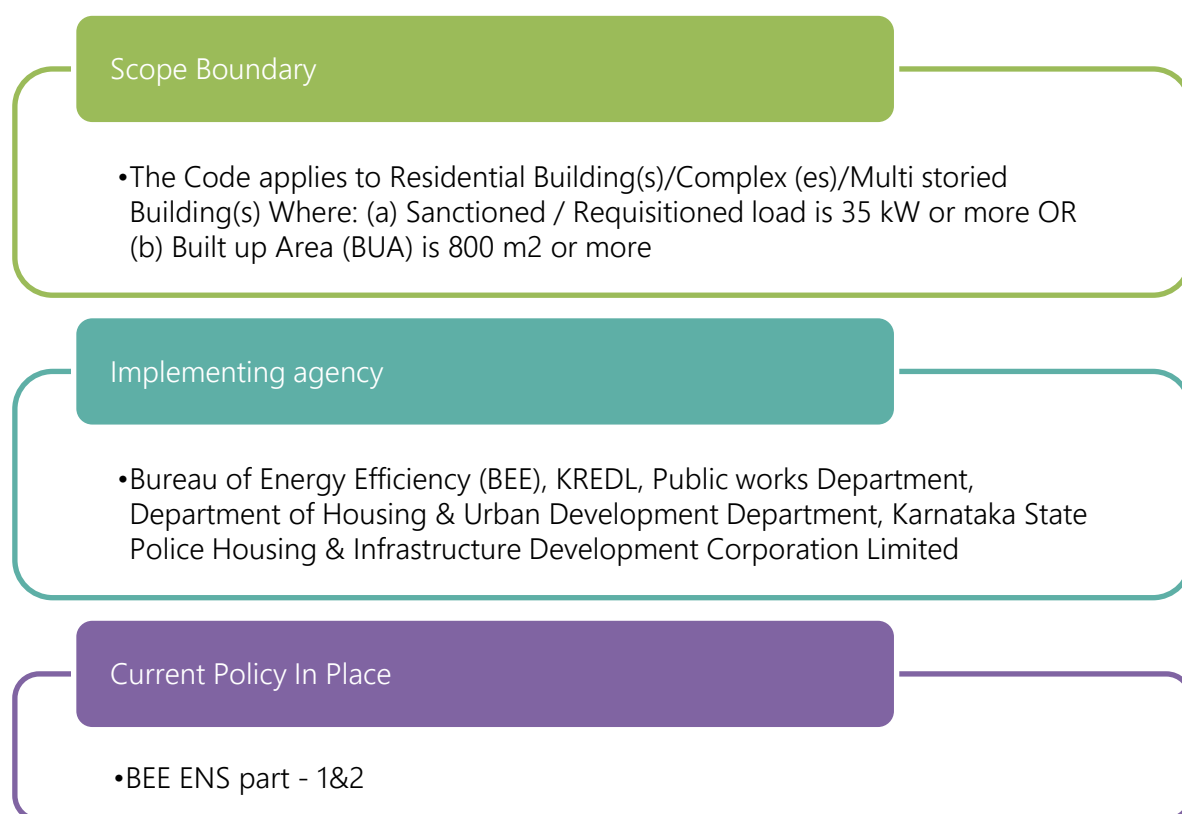 Scope Boundary
•The Code applies to Residential Building(s)/Complex (es)/Multi storied
Building(s) Where: (a) Sanctioned / Requisitioned load is 35 kW or more OR
(b) Built up Area (BUA) is 800 m2 or more
Implementing agency
•Bureau of Energy Efficiency (BEE), KREDL, Public works Department,
Department of Housing & Urban Development Department, Karnataka State
Police Housing & Infrastructure Development Corporation Limited
Current Policy In Place
•BEE ENS part - 1&2